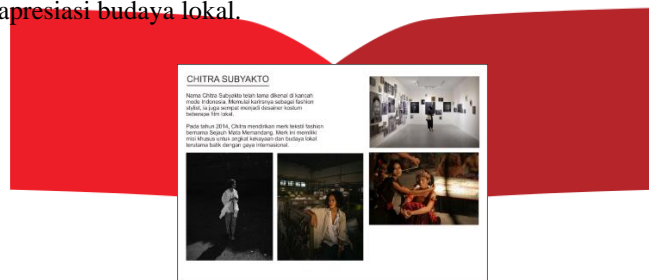 apresiasi budaya lokal.
CHITRA SUBYAKTO
Nama Chitra Subyakto telah lama dikenal di kancah
mode Indonesia. Memulai karirnya sebagai fashion
stylist, ia juga sempat menjadi desainer kostum
beberapa film lokal.
Pada tahun 2014, Chitra mendirikan merk tekstil fashion
bernama Sejauh Mata Memandang. Merk ini memiliki
misi khusus untuk angkat kekayaan dan budaya lokal
terutama batik dengan gaya internasional.